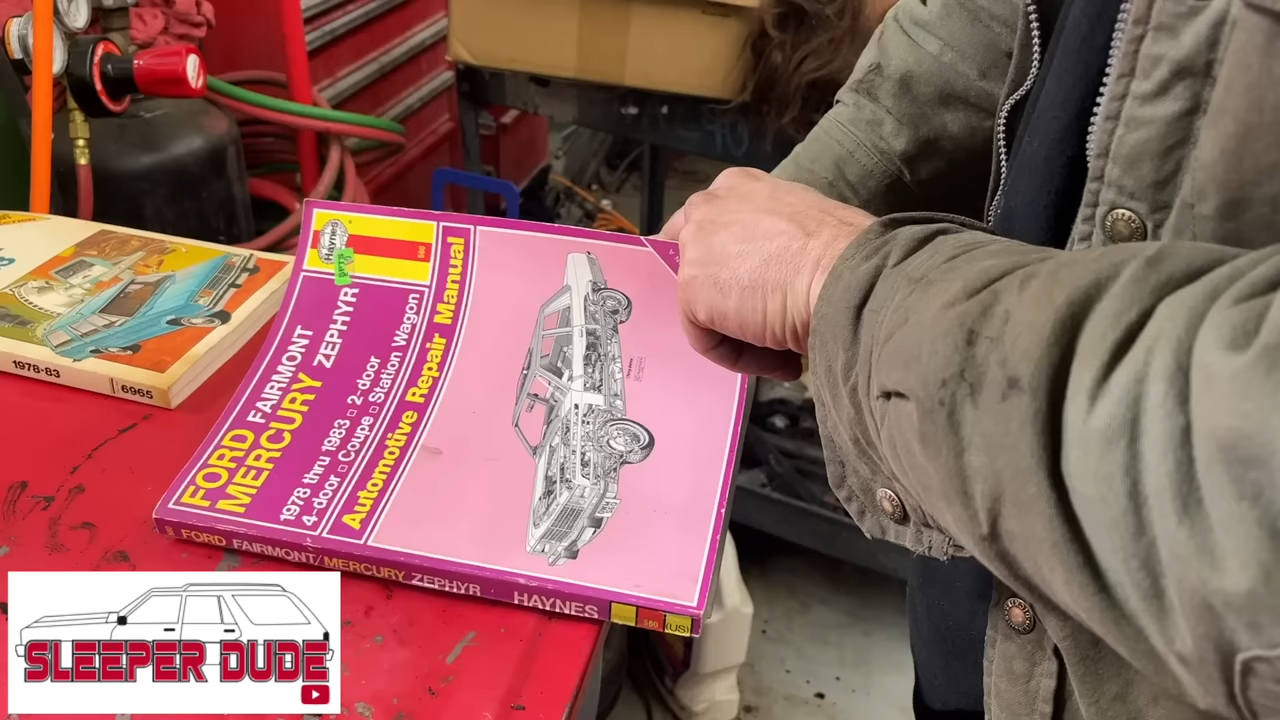 1978-83
6965
Haynes
580
FORD FAIRMONT
MERCURY ZEPHYR
1978 thru 1983 □ 2-door
4-door □ Coupe □ Station Wagon
Automotive Repair Manual
FORD FAIRMONT/MERCURY ZEPHYR HAYNES 580 (US)
SLEEPER DUDE